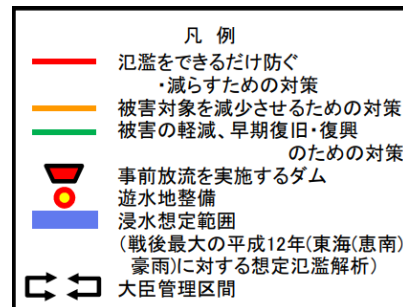 凡 例
氾濫をできるだけ防ぐ
・減らすための対策
被害対象を減少させるための対策
被害の軽減、早期復旧・復興
のための対策
事前放流を実施するダム
遊水地整備
浸水想定範囲
(戦後最大の平成12年(東海(恵南)
豪雨)に対する想定氾濫解析)
大臣管理区間